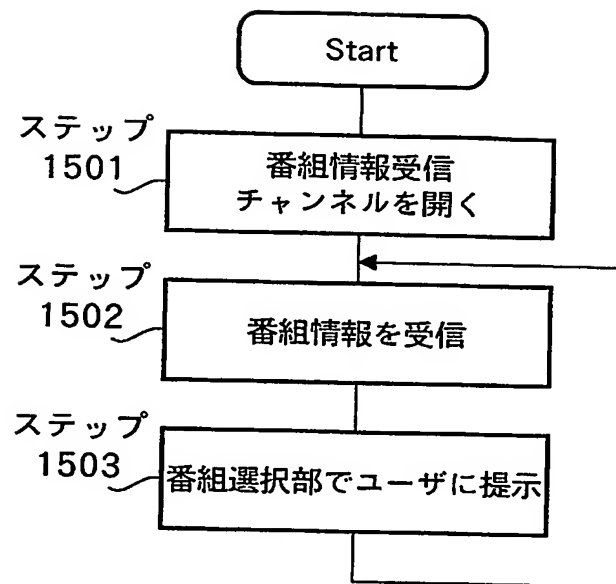 Start
ステップ
1501
番組情報受信
チャンネルを開く
ステップ
1502
番組情報を受信
ステップ
1503
番組選択部でユーザに提示